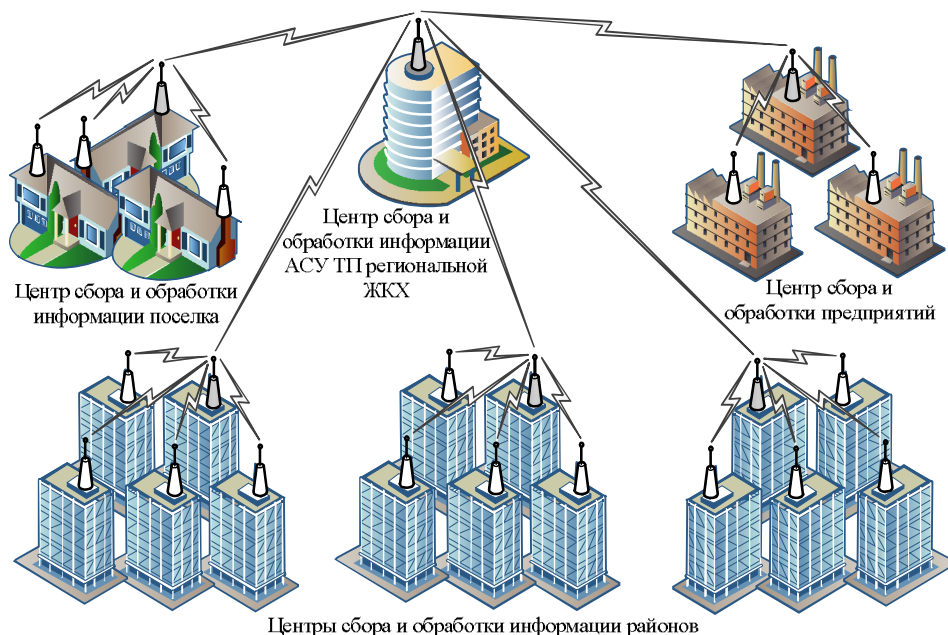 Центр сбора и
обработки информации
АСУ ТП региональной
ЖКХ
Центр сбора и обработки
информации поселка
Центр сбора и
обработки предприятий
Центры сбора и обработки информации районов